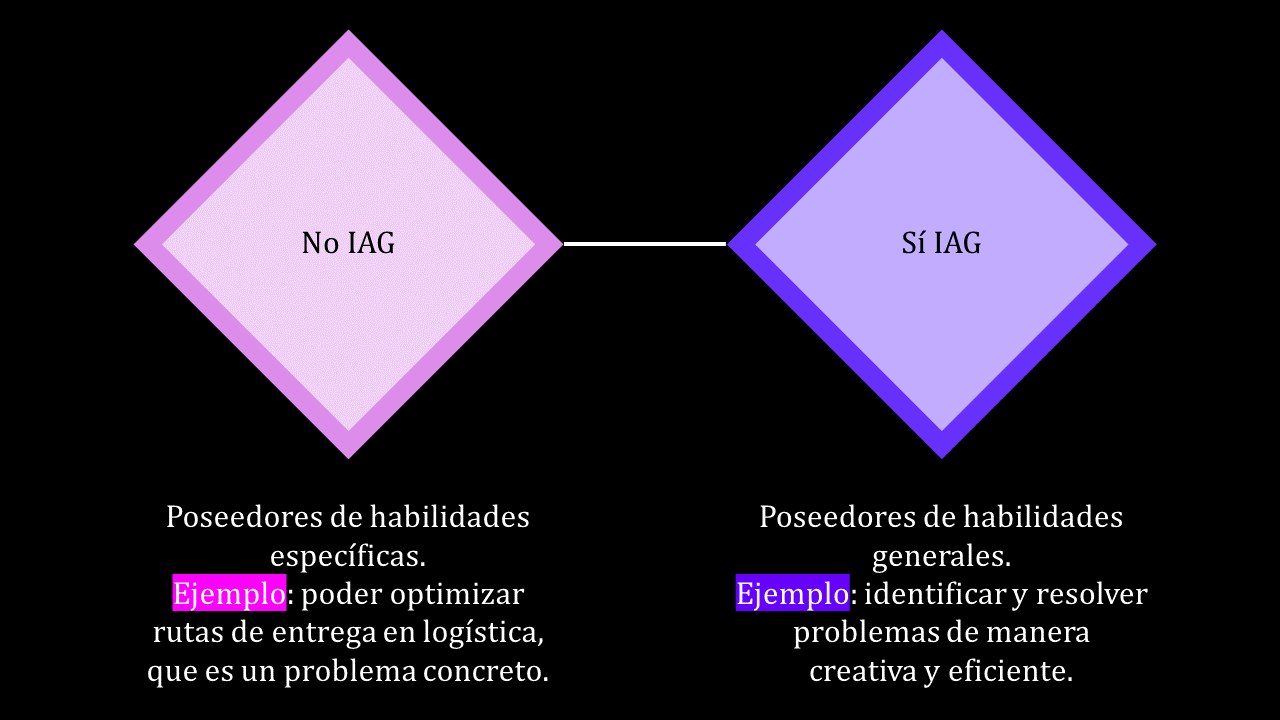 No IAG
Sí IAG
Poseedores de habilidades
específicas.
Ejemplo: poder optimizar
rutas de entrega en logística,
que es un problema concreto.
Poseedores de habilidades
generales.
Ejemplo: identificar y resolver
problemas de manera
creativa y eficiente.